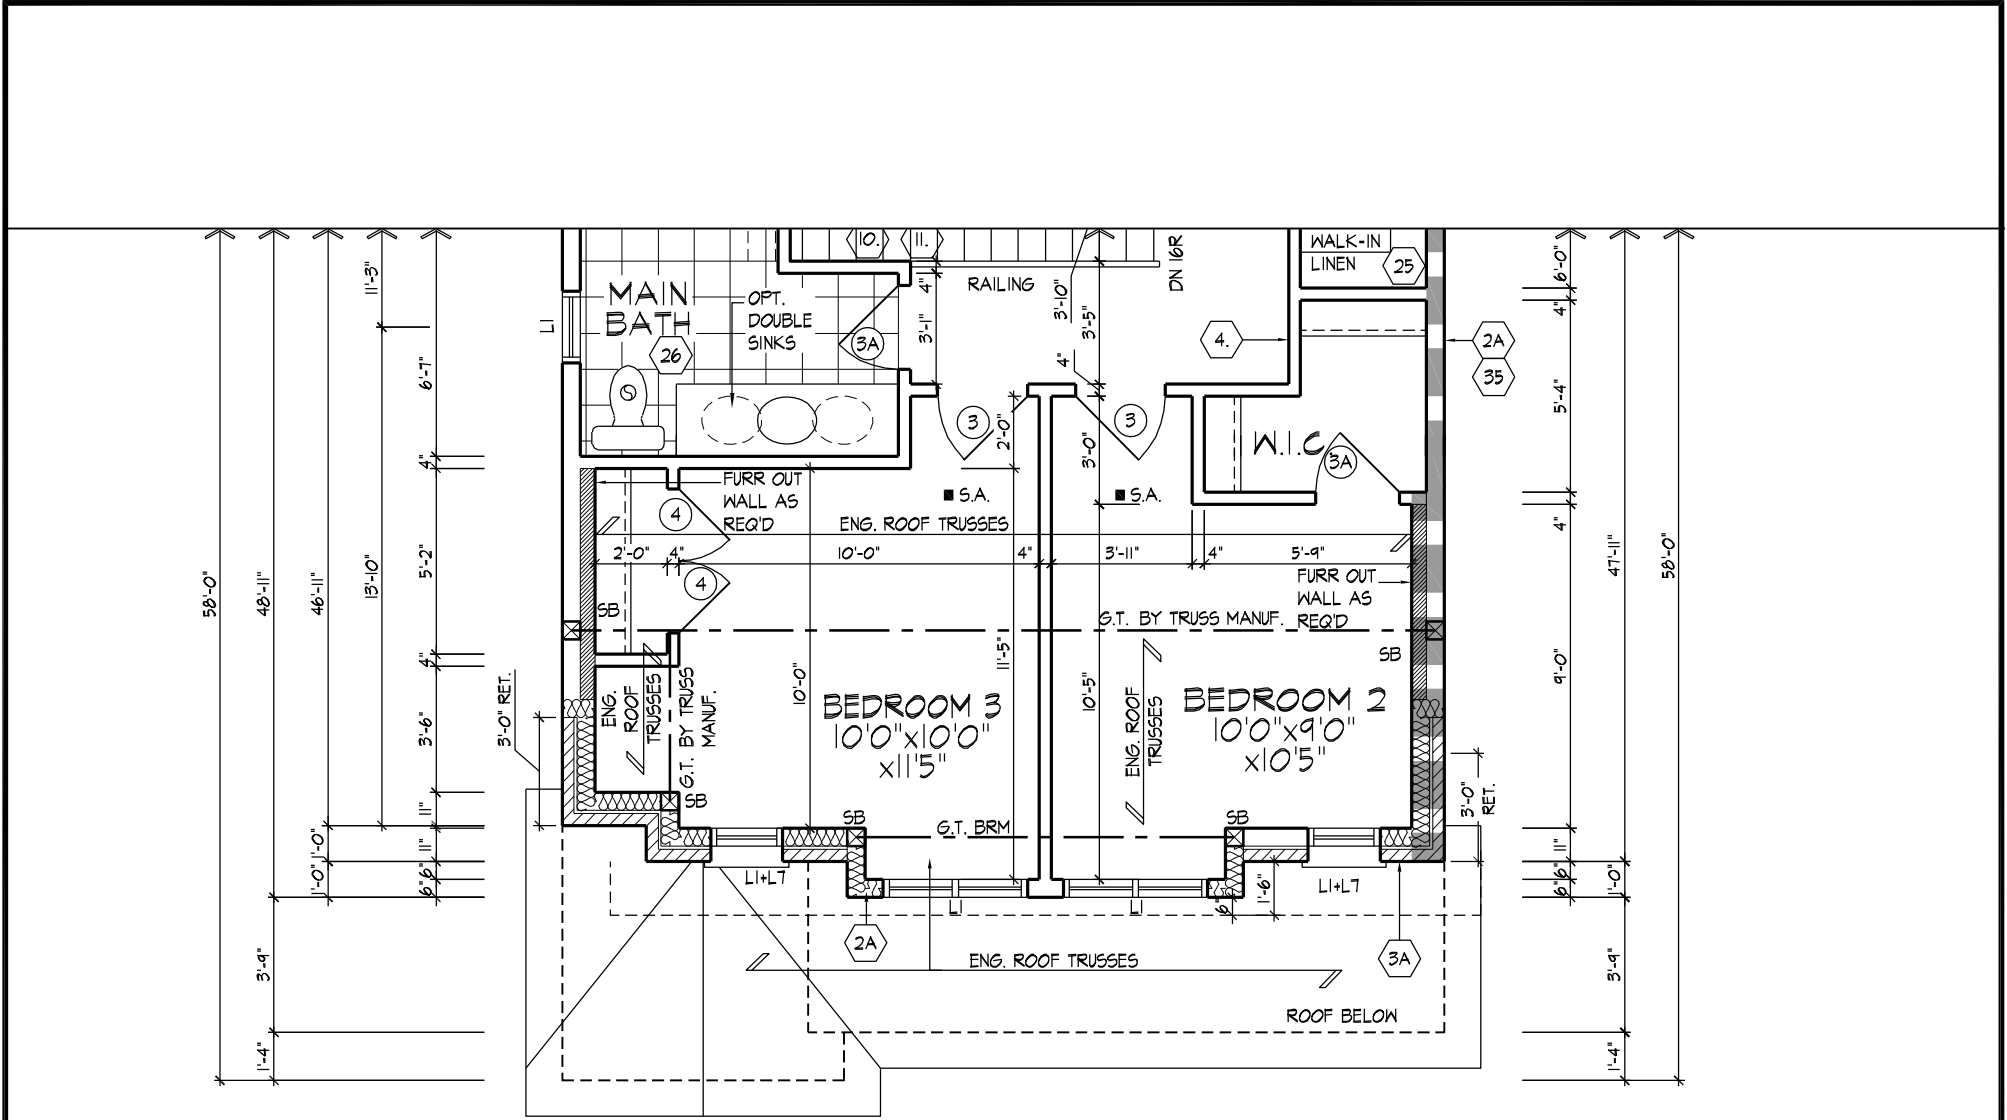 10.
11.
DN 16R
WALK-IN
LINEN
25
RAILING
MAIN
BATH
26
OPT.
DOUBLE
SINKS
3A
L1
4"
3'-1"
3'-10"
3'-5"
4"
4.
2A
35
11'-3"
6'-7"
4"
5'-2"
4"
3'-6"
11"
11"
6"
6"
13'-10"
46'-11"
1'-0"
1'-0"
48'-11"
3'-9"
1'-4"
58'-0"
3
2'-0"
3
3'-0"
W.I.C.
3A
FURR OUT
WALL AS
REQ'D
4
4
S.A.
S.A.
ENG. ROOF TRUSSES
2'-0"
4"
10'-0"
4"
3'-11"
4"
5'-9"
FURR OUT
WALL AS
REQ'D
SB
G.T. BY TRUSS MANUF.
SB
ENG.
ROOF
TRUSSES
G.T. BY TRUSS
MANUF.
3'-0" RET.
10'-0"
11'-5"
10'-5"
BEDROOM 3
10'0"x10'0"
x11'5"
ENG. ROOF
TRUSSES
BEDROOM 2
10'0"x9'0"
x10'5"
3'-0"
RET.
SB
SB
SB
G.T. BRM
L1+L7
L1
L1
L1+L7
6"
1'-6"
2A
3A
ENG. ROOF TRUSSES
ROOF BELOW
6'-0"
4"
5'-4"
4"
9'-0"
11"
6"
6"
47'-11"
1'-0"
3'-9"
1'-4"
58'-0"